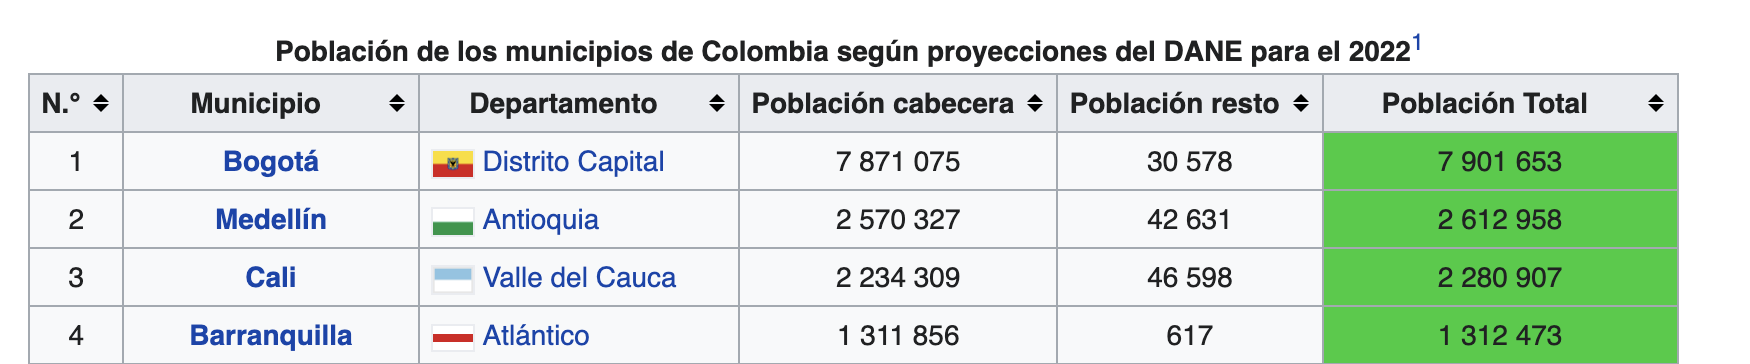 Población de los municipios de Colombia según proyecciones del DANE para el 2022¹
N.° Municipio Departamento Población cabecera Población resto Población Total
1 Bogotá Distrito Capital 7 871 075 30 578 7 901 653
2 Medellín Antioquia 2 570 327 42 631 2 612 958
3 Cali Valle del Cauca 2 234 309 46 598 2 280 907
4 Barranquilla Atlántico 1 311 856 617 1 312 473